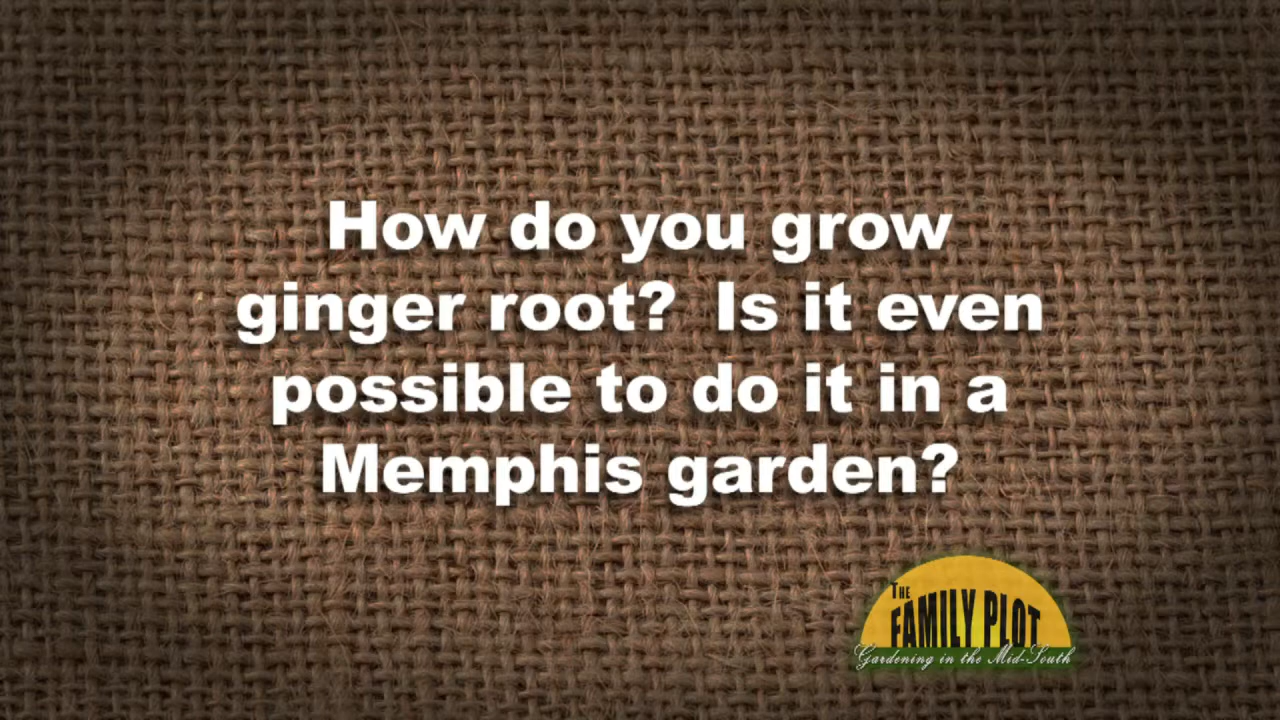 How do you grow
ginger root?  Is it even
possible to do it in a
Memphis garden?
THE
FAMILY PLOT
Gardening in the Mid-South